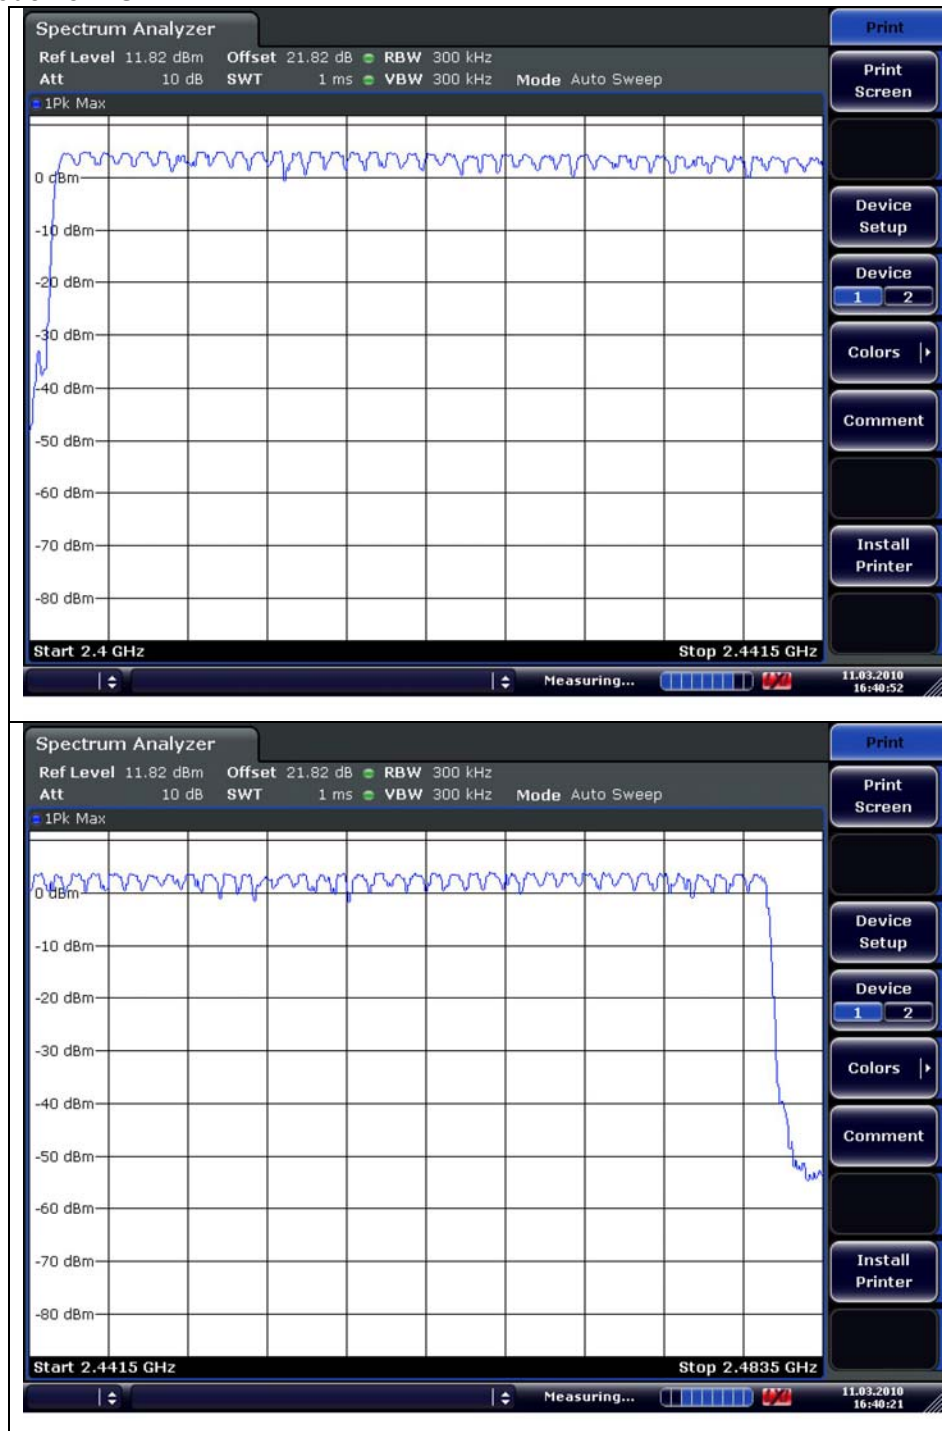 Spectrum Analyzer
Print
Ref Level 11.82 dBm Offset 21.82 dB RBW 300 kHz
Att 10 dB SWT 1 ms VBW 300 kHz Mode Auto Sweep
1Pk Max
Print
Screen
0 dBm
-10 dBm
-20 dBm
-30 dBm
-40 dBm
-50 dBm
-60 dBm
-70 dBm
-80 dBm
Device
Setup
Device
1 2
Colors
Comment
Install
Printer
Start 2.4 GHz Stop 2.4415 GHz
Measuring... 11.03.2010
16:40:52
Spectrum Analyzer
Print
Ref Level 11.82 dBm Offset 21.82 dB RBW 300 kHz
Att 10 dB SWT 1 ms VBW 300 kHz Mode Auto Sweep
1Pk Max
Print
Screen
0 dBm
-10 dBm
-20 dBm
-30 dBm
-40 dBm
-50 dBm
-60 dBm
-70 dBm
-80 dBm
Device
Setup
Device
1 2
Colors
Comment
Install
Printer
Start 2.4415 GHz Stop 2.4835 GHz
Measuring... 11.03.2010
16:40:21